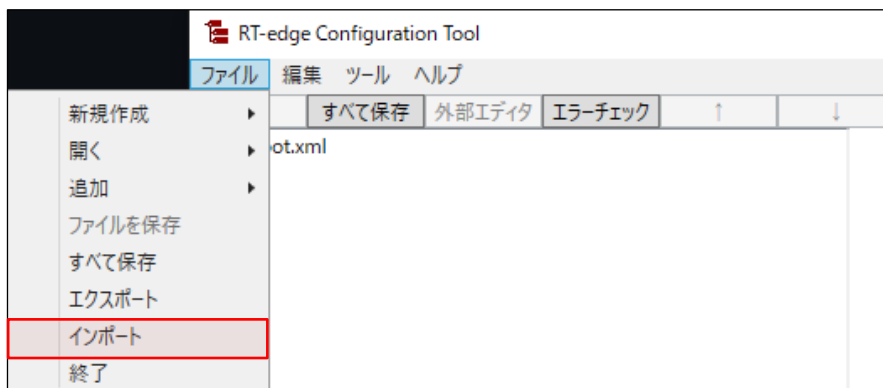 RT-edge Configuration Tool
ファイル 編集 ツール ヘルプ
すべて保存 外部エディタ エラーチェック ↑ ↓
新規作成
ot.xml
開く
追加
ファイルを保存
すべて保存
エクスポート
インポート
終了